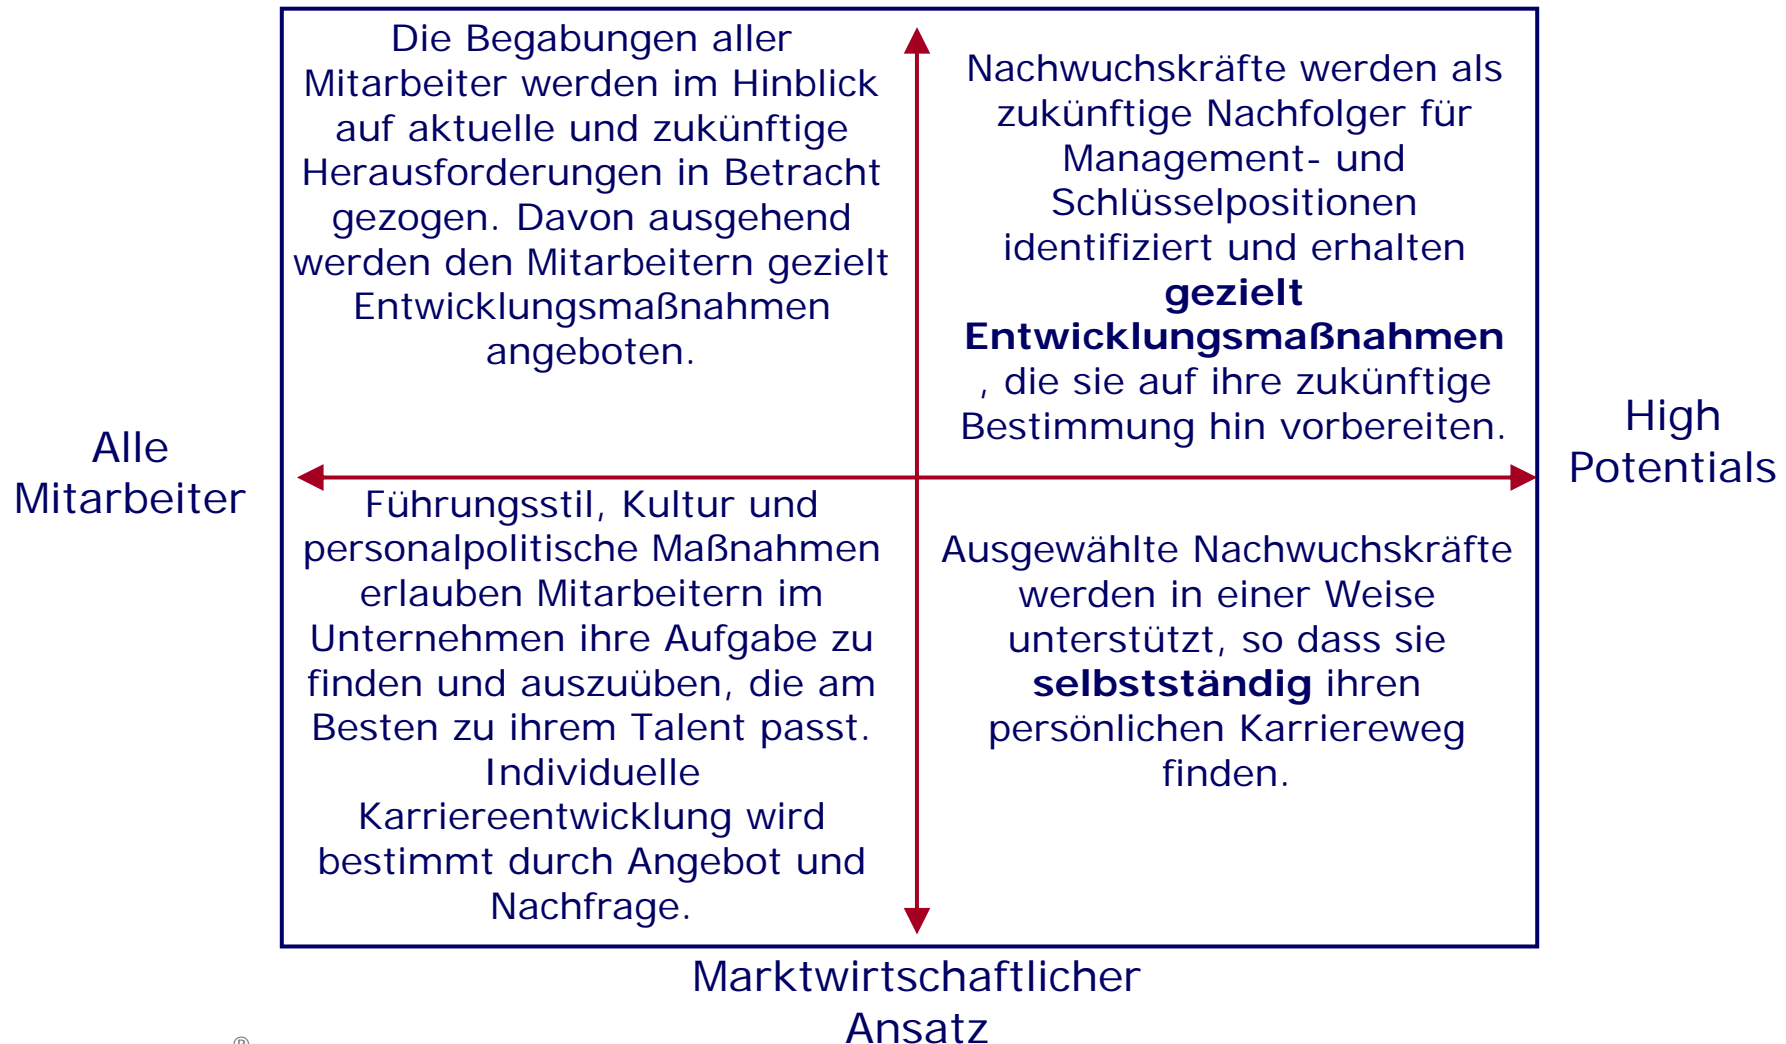 Die Begabungen aller
Mitarbeiter werden im Hinblick
auf aktuelle und zukünftige
Herausforderungen in Betracht
gezogen. Davon ausgehend
werden den Mitarbeitern gezielt
Entwicklungsmaßnahmen
angeboten.
Nachwuchskräfte werden als
zukünftige Nachfolger für
Management- und
Schlüsselpositionen
identifiziert und erhalten
gezielt
Entwicklungsmaßnahmen
, die sie auf ihre zukünftige
Bestimmung hin vorbereiten.
Alle
Mitarbeiter
High
Potentials
Führungsstil, Kultur und
personalpolitische Maßnahmen
erlauben Mitarbeitern im
Unternehmen ihre Aufgabe zu
finden und auszuüben, die am
Besten zu ihrem Talent passt.
Individuelle
Karriereentwicklung wird
bestimmt durch Angebot und
Nachfrage.
Ausgewählte Nachwuchskräfte
werden in einer Weise
unterstützt, so dass sie
selbstständig ihren
persönlichen Karriereweg
finden.
Marktwirtschaftlicher
Ansatz
®